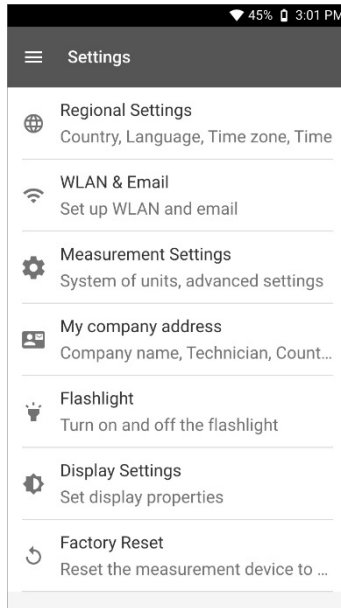 45% 3:01 PM
Settings
Regional Settings
Country, Language, Time zone, Time
WLAN & Email
Set up WLAN and email
Measurement Settings
System of units, advanced settings
My company address
Company name, Technician, Count...
Flashlight
Turn on and off the flashlight
Display Settings
Set display properties
Factory Reset
Reset the measurement device to ...